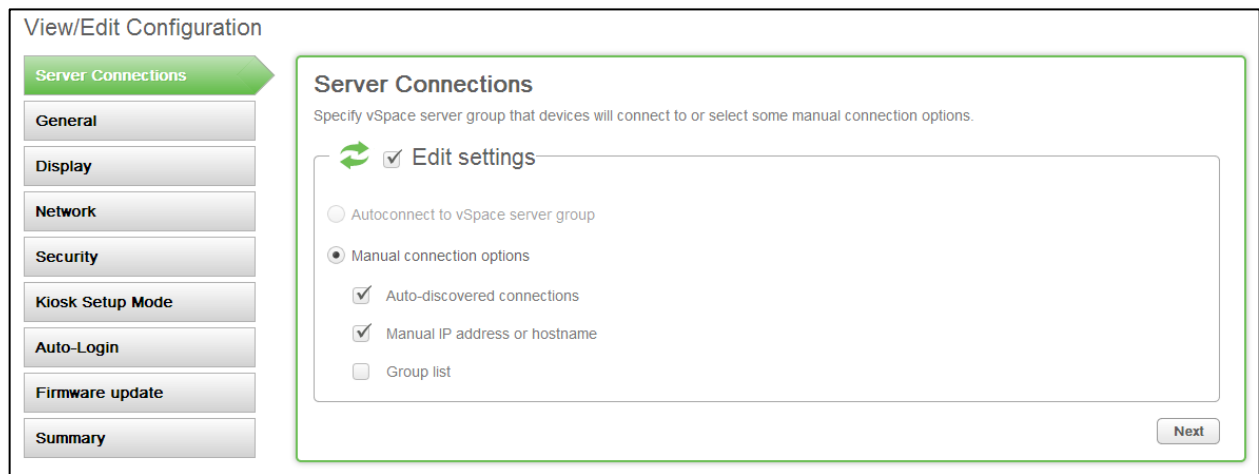 View/Edit Configuration
Server Connections
General
Display
Network
Security
Kiosk Setup Mode
Auto-Login
Firmware update
Summary
Server Connections
Specify vSpace server group that devices will connect to or select some manual connection options.
Edit settings
Autoconnect to vSpace server group
Manual connection options
Auto-discovered connections
Manual IP address or hostname
Group list
Next